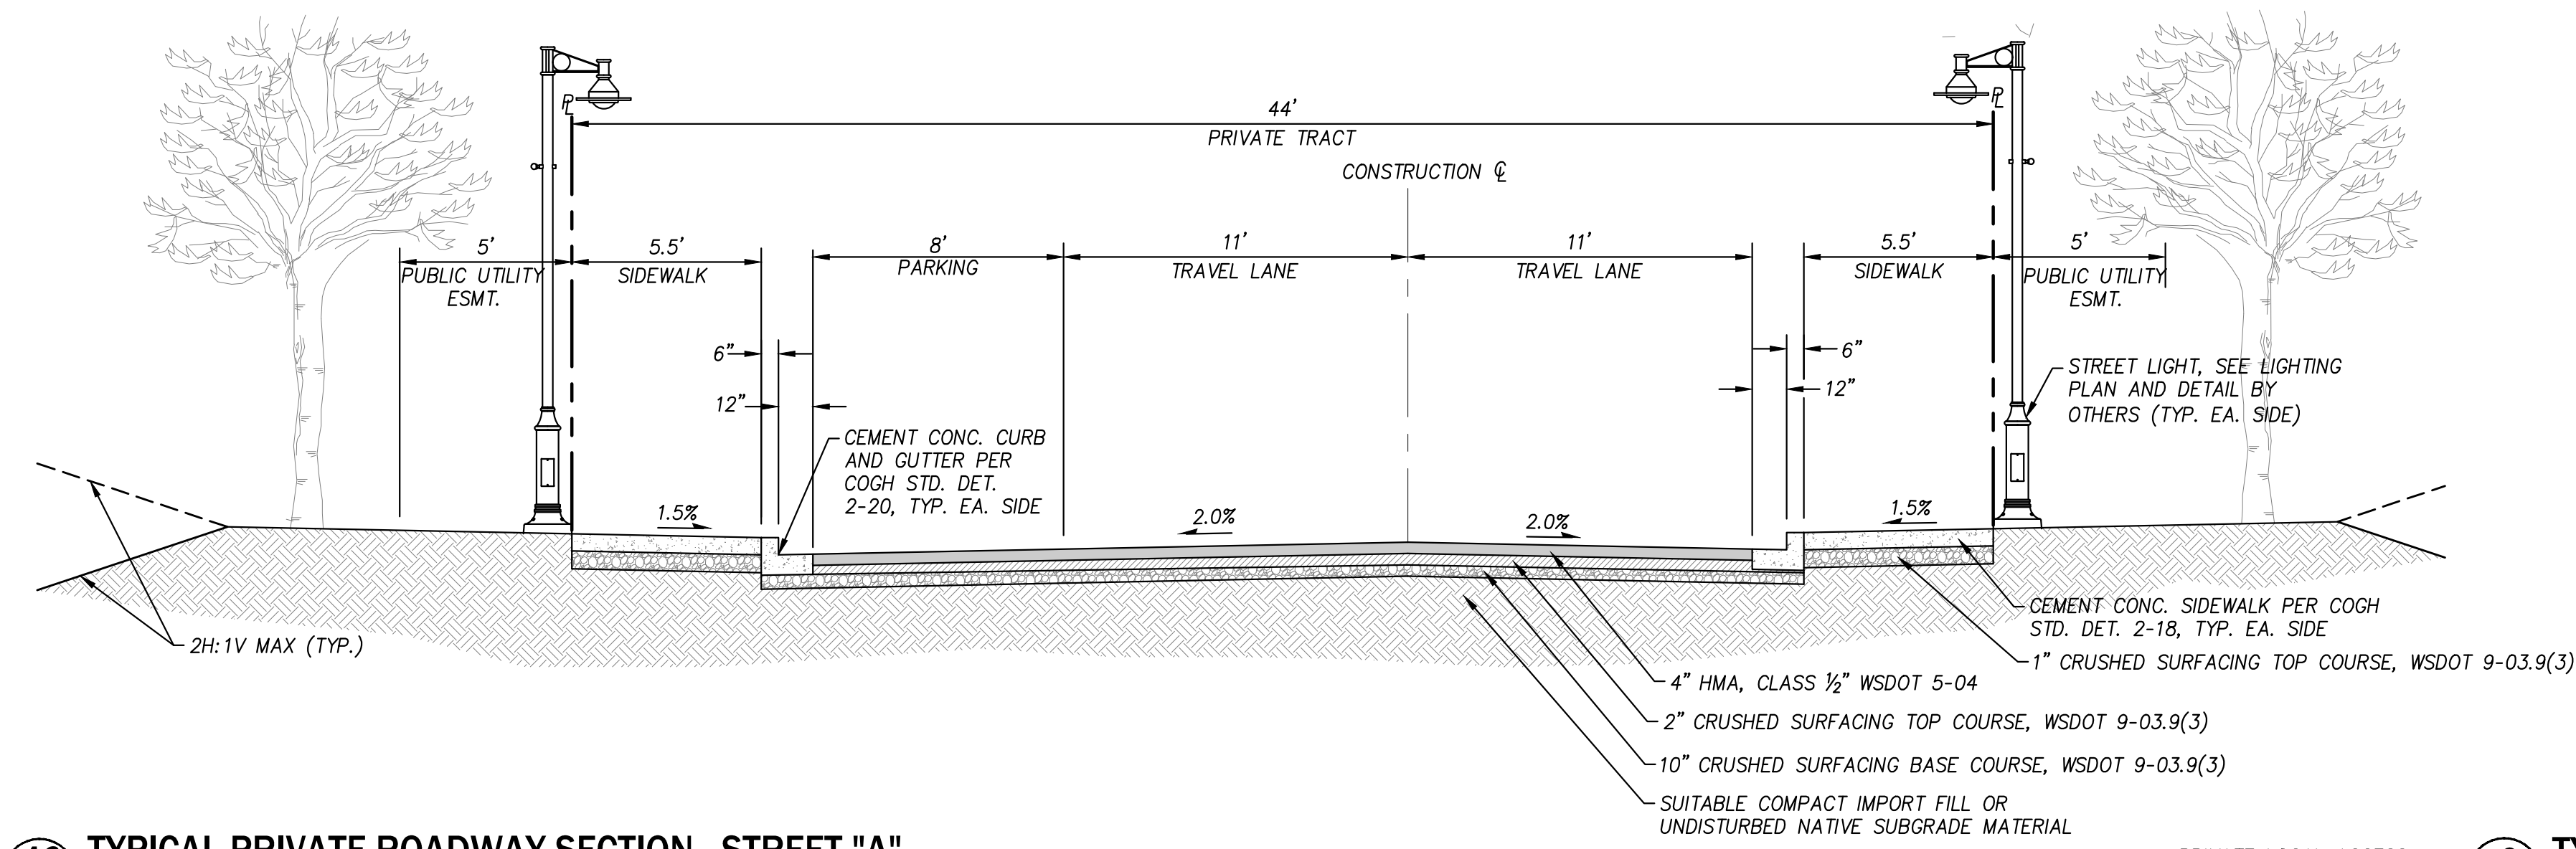 44'
PRIVATE TRACT
CONSTRUCTION ℄
5'
PUBLIC UTILITY
ESMT.
5.5'
SIDEWALK
8'
PARKING
11'
TRAVEL LANE
11'
TRAVEL LANE
5.5'
SIDEWALK
5'
PUBLIC UTILITY
ESMT.
6"
12"
6"
12"
STREET LIGHT, SEE LIGHTING
PLAN AND DETAIL BY
OTHERS (TYP. EA. SIDE)
CEMENT CONC. CURB
AND GUTTER PER
COGH STD. DET.
2-20, TYP. EA. SIDE
1.5%
2.0%
2.0%
1.5%
2H:1V MAX (TYP.)
CEMENT CONC. SIDEWALK PER COGH
STD. DET. 2-18, TYP. EA. SIDE
1" CRUSHED SURFACING TOP COURSE, WSDOT 9-03.9(3)
4" HMA, CLASS ½" WSDOT 5-04
2" CRUSHED SURFACING TOP COURSE, WSDOT 9-03.9(3)
10" CRUSHED SURFACING BASE COURSE, WSDOT 9-03.9(3)
SUITABLE COMPACT IMPORT FILL OR
UNDISTURBED NATIVE SUBGRADE MATERIAL
TYPICAL PRIVATE ROADWAY SECTION - STREET "A"